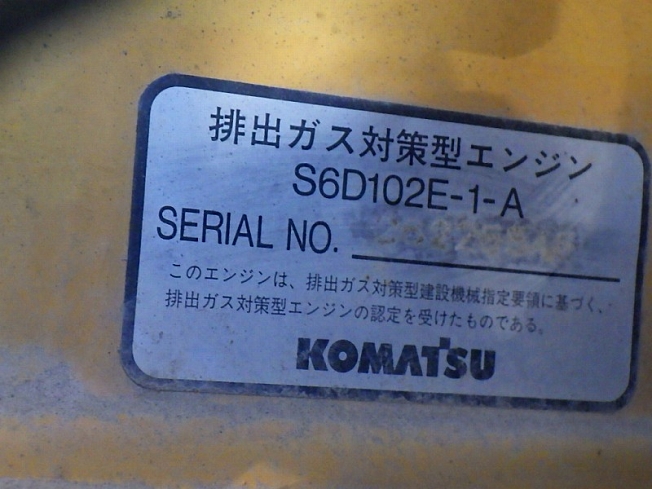 排出ガス対策型エンジン
S6D102E-1-A
SERIAL NO.
このエンジンは、排出ガス対策型建設機械指定要領に基づく、
排出ガス対策型エンジンの認定を受けたものである。
KOMATSU